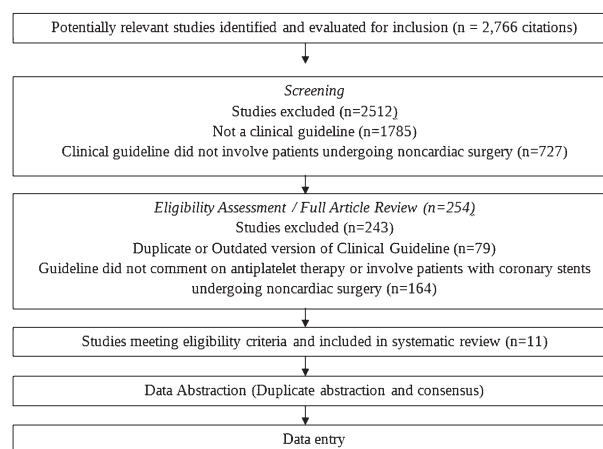 Potentially relevant studies identified and evaluated for inclusion (n = 2,766 citations)
Screening
Studies excluded (n=2512)
Not a clinical guideline (n=1785)
Clinical guideline did not involve patients undergoing noncardiac surgery (n=727)
Eligibility Assessment / Full Article Review (n=254)
Studies excluded (n=243)
Duplicate or Outdated version of Clinical Guideline (n=79)
Guideline did not comment on antiplatelet therapy or involve patients with coronary stents
undergoing noncardiac surgery (n=164)
Studies meeting eligibility criteria and included in systematic review (n=11)
Data Abstraction (Duplicate abstraction and consensus)
Data entry